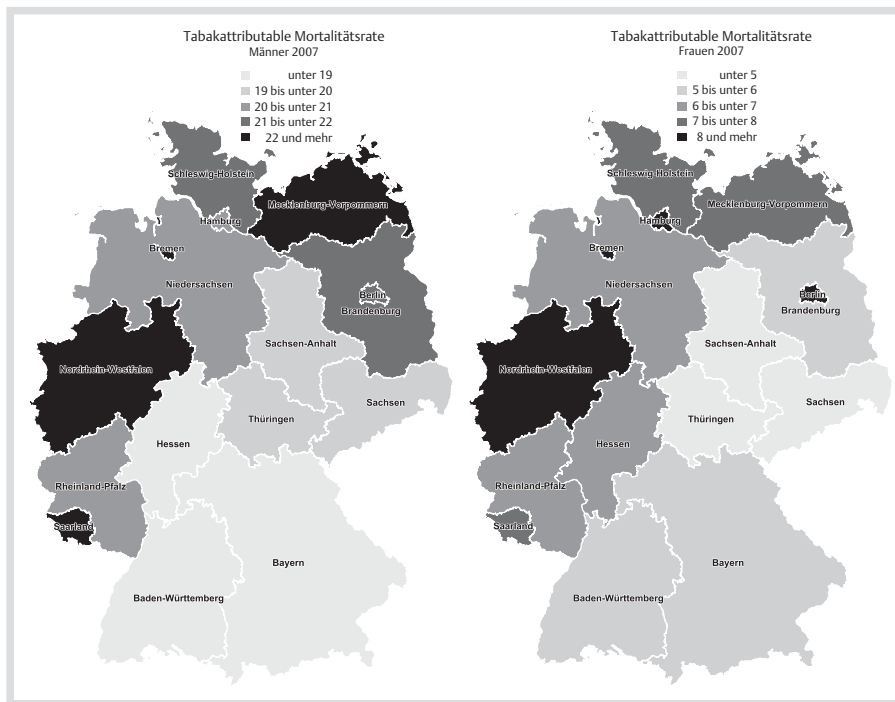 Tabakattributable Mortalitätsrate
Männer 2007
unter 19
19 bis unter 20
20 bis unter 21
21 bis unter 22
22 und mehr
Schleswig-Holstein
Mecklenburg-Vorpommern
Hamburg
Bremen
Niedersachsen
Berlin
Brandenburg
Sachsen-Anhalt
Nordrhein-Westfalen
Sachsen
Thüringen
Hessen
Rheinland-Pfalz
Saarland
Bayern
Baden-Württemberg
Tabakattributable Mortalitätsrate
Frauen 2007
unter 5
5 bis unter 6
6 bis unter 7
7 bis unter 8
8 und mehr
Schleswig-Holstein
Mecklenburg-Vorpommern
Hamburg
Bremen
Niedersachsen
Berlin
Brandenburg
Sachsen-Anhalt
Nordrhein-Westfalen
Sachsen
Thüringen
Hessen
Rheinland-Pfalz
Saarland
Bayern
Baden-Württemberg